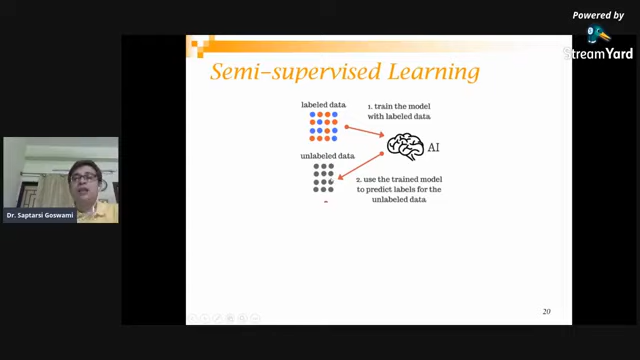 Powered by
StreamYard
Semi-supervised Learning
labeled data
1. train the model
with labeled data
AI
unlabeled data
2. use the trained model
to predict labels for the
unlabeled data
Dr. Saptarsi Goswami
20